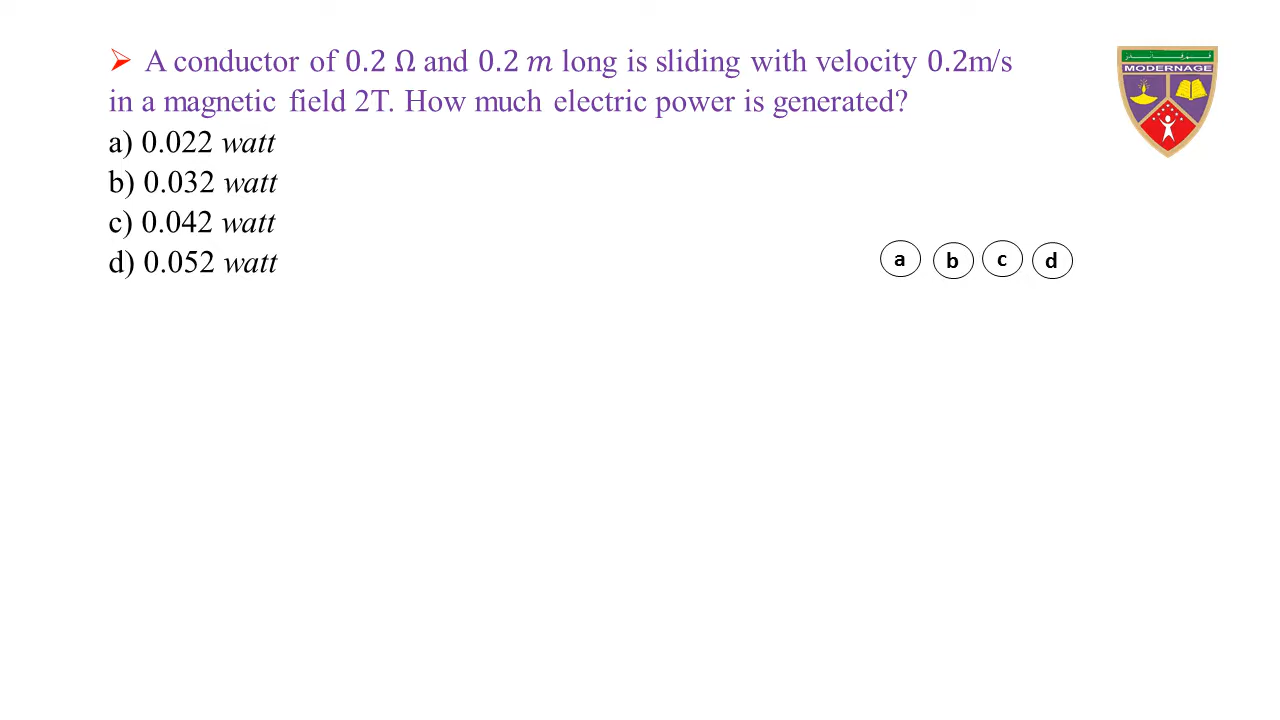 ➢ A conductor of 0.2 Ω and 0.2 m long is sliding with velocity 0.2m/s
in a magnetic field 2T. How much electric power is generated?
a) 0.022 watt
b) 0.032 watt
c) 0.042 watt
d) 0.052 watt
a b c d
MODERNAGE